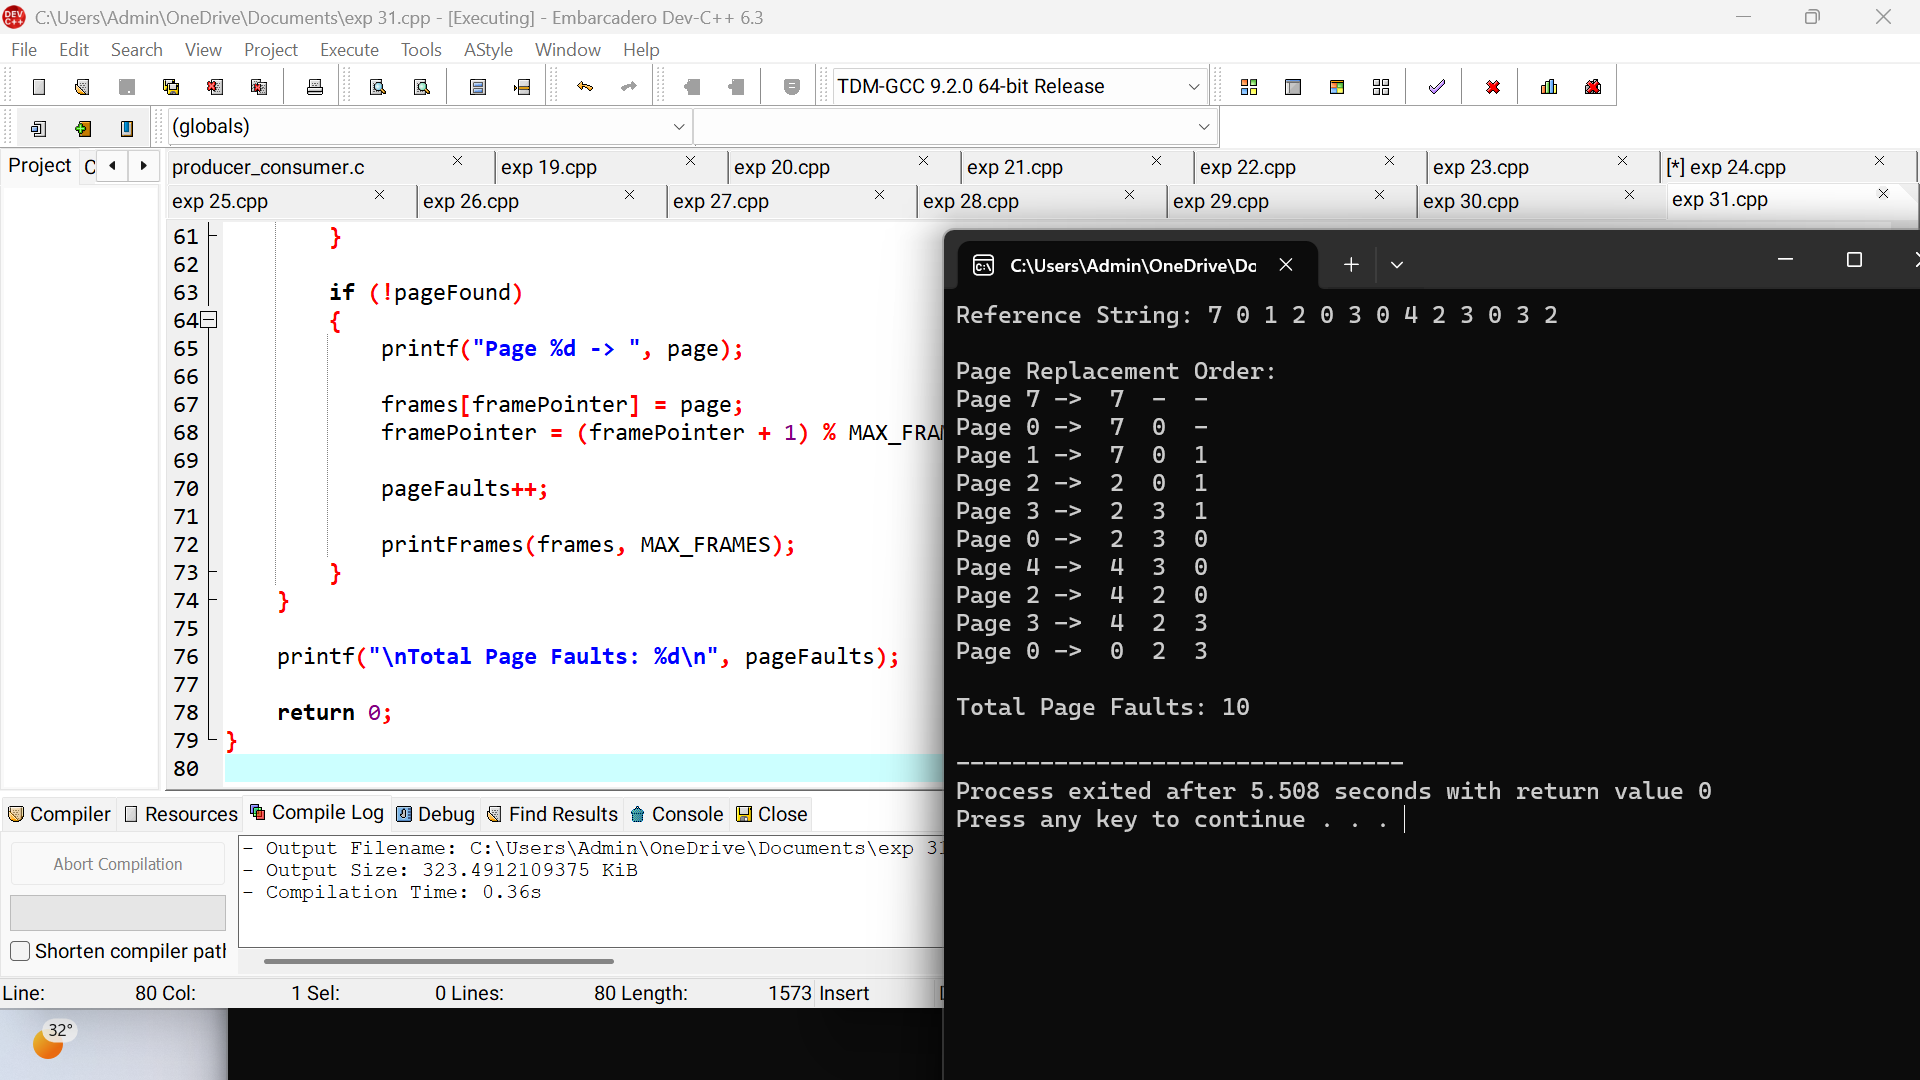 C:\Users\Admin\OneDrive\Documents\exp 31.cpp - [Executing] - Embarcadero Dev-C++ 6.3
File Edit Search View Project Execute Tools AStyle Window Help
TDM-GCC 9.2.0 64-bit Release
(globals)
Project C
producer_consumer.c exp 19.cpp exp 20.cpp exp 21.cpp exp 22.cpp exp 23.cpp [*] exp 24.cpp
exp 25.cpp exp 26.cpp exp 27.cpp exp 28.cpp exp 29.cpp exp 30.cpp exp 31.cpp
61 }
62
63 if (!pageFound)
64 {
65 printf("Page %d -> ", page);
66
67 frames[framePointer] = page;
68 framePointer = (framePointer + 1) % MAX_FRAM
69
70 pageFaults++;
71
72 printFrames(frames, MAX_FRAMES);
73 }
74 }
75
76 printf("\nTotal Page Faults: %d\n", pageFaults);
77
78 return 0;
79 }
80
C:\Users\Admin\OneDrive\Dc
Reference String: 7 0 1 2 0 3 0 4 2 3 0 3 2
Page Replacement Order:
Page 7 -> 7 - -
Page 0 -> 7 0 -
Page 1 -> 7 0 1
Page 2 -> 2 0 1
Page 3 -> 2 3 1
Page 0 -> 2 3 0
Page 4 -> 4 3 0
Page 2 -> 4 2 0
Page 3 -> 4 2 3
Page 0 -> 0 2 3
Total Page Faults: 10
--------------------------------
Process exited after 5.508 seconds with return value 0
Press any key to continue . . .
Compiler Resources Compile Log Debug Find Results Console Close
Abort Compilation
Shorten compiler path
- Output Filename: C:\Users\Admin\OneDrive\Documents\exp 31
- Output Size: 323.4912109375 KiB
- Compilation Time: 0.36s
Line: 80 Col: 1 Sel: 0 Lines: 80 Length: 1573 Insert
32°